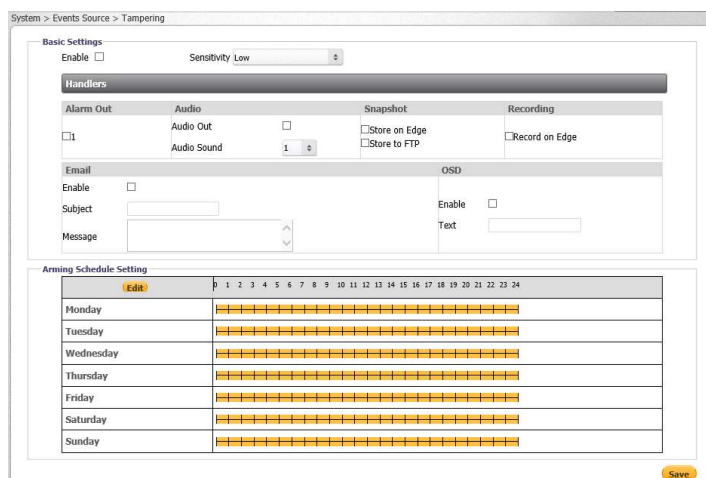 System > Events Source > Tampering
Basic Settings
Enable Sensitivity Low
Handlers
Alarm Out Audio Snapshot Recording
1 Audio Out Store on Edge Record on Edge
Audio Sound 1 Store to FTP
Email OSD
Enable
Enable
Subject
Text
Message
Arming Schedule Setting
Edit 0 1 2 3 4 5 6 7 8 9 10 11 12 13 14 15 16 17 18 19 20 21 22 23 24
Monday
Tuesday
Wednesday
Thursday
Friday
Saturday
Sunday
Save